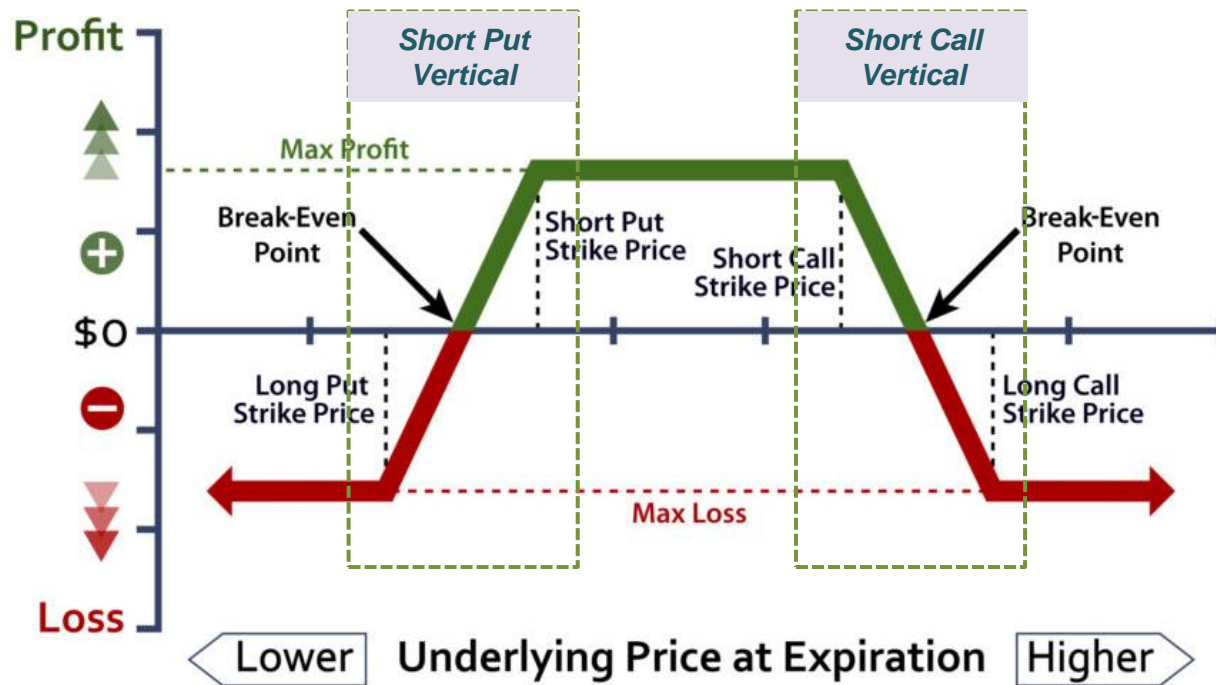 Profit
Short Put
Vertical
Short Call
Vertical
Max Profit
Break-Even
Point
Short Put
Strike Price
Short Call
Strike Price
Break-Even
Point
$0
Long Put
Strike Price
Long Call
Strike Price
Max Loss
Loss
Lower
Underlying Price at Expiration
Higher